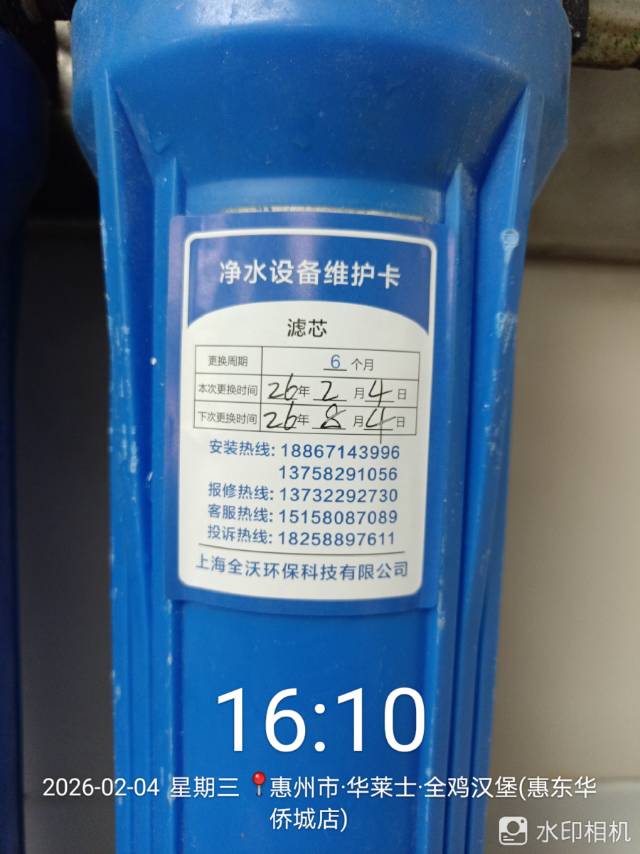 净水设备维护卡
滤芯
更换周期 6 个月
本次更换时间 26年 2 月 4 日
下次更换时间 26年 8 月 4 日
安装热线: 18867143996
13758291056
报修热线: 13732292730
客服热线: 15158087089
投诉热线: 18258897611
上海全沃环保科技有限公司
16:10
2026-02-04 星期三 📍惠州市·华莱士·全鸡汉堡(惠东华
侨城店)
水印相机